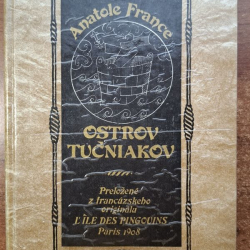 Anatole France
OSTROV
TUČNIAKOV
Preložené
z francúzskeho
originálu
L'ÎLE DES PINGOUINS
Paris 1908